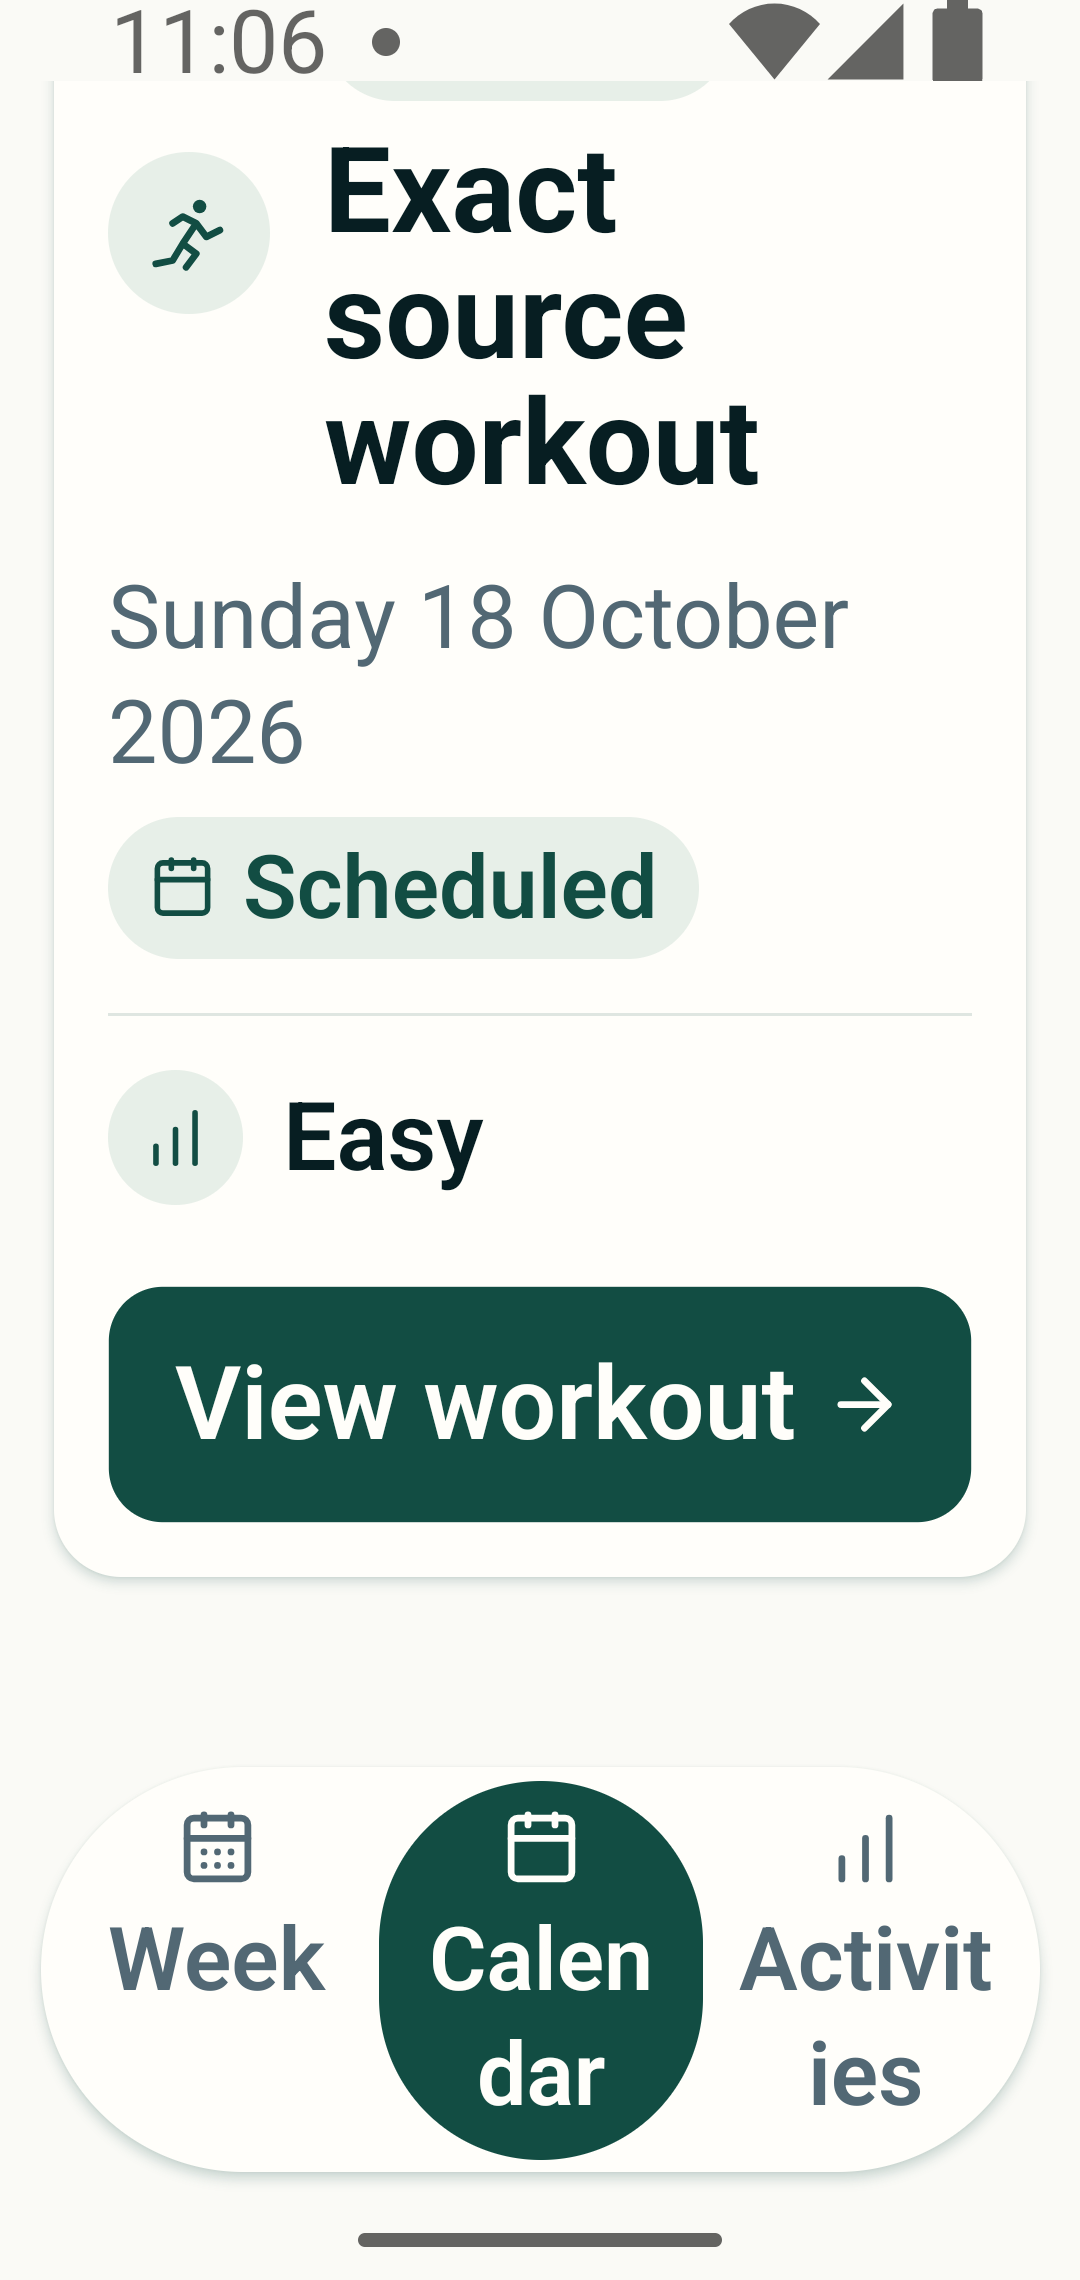 11:06
Exact
source
workout
Sunday 18 October
2026
Scheduled
Easy
View workout
Week
Calen
dar
Activit
ies